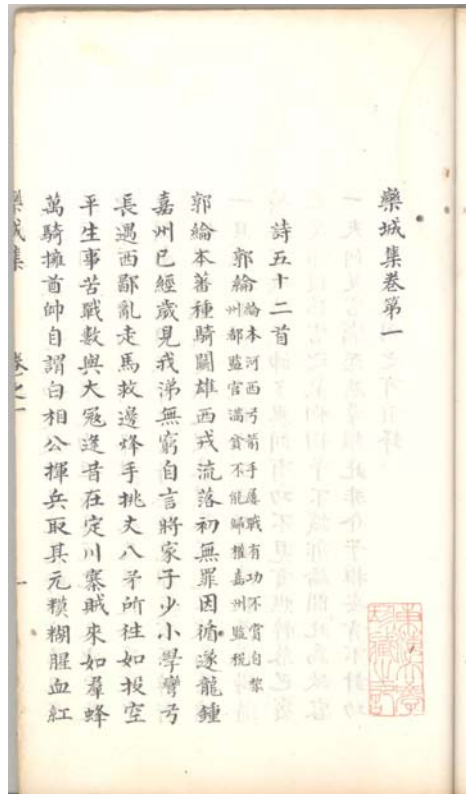 欒城集卷第一
詩五十二首
郭綸 綸本河西弓箭手屢戰有功不賞自黎
州都監官滿貧不能歸權嘉州監稅
郭綸本蕃種騎鬪雄西戎流落初無罪因循遂龍鍾
嘉州已經歲見我涕無窮自言將家子少小學彎弓
長遇西鄙亂走馬救邊烽手挑丈八矛所往如投空
平生事苦戰數與大寇逢昔在定川寨賊來如羣蜂
萬騎擁酋帥自謂白相公揮兵取其元糢糊腥血紅
欒城集 卷之一 一